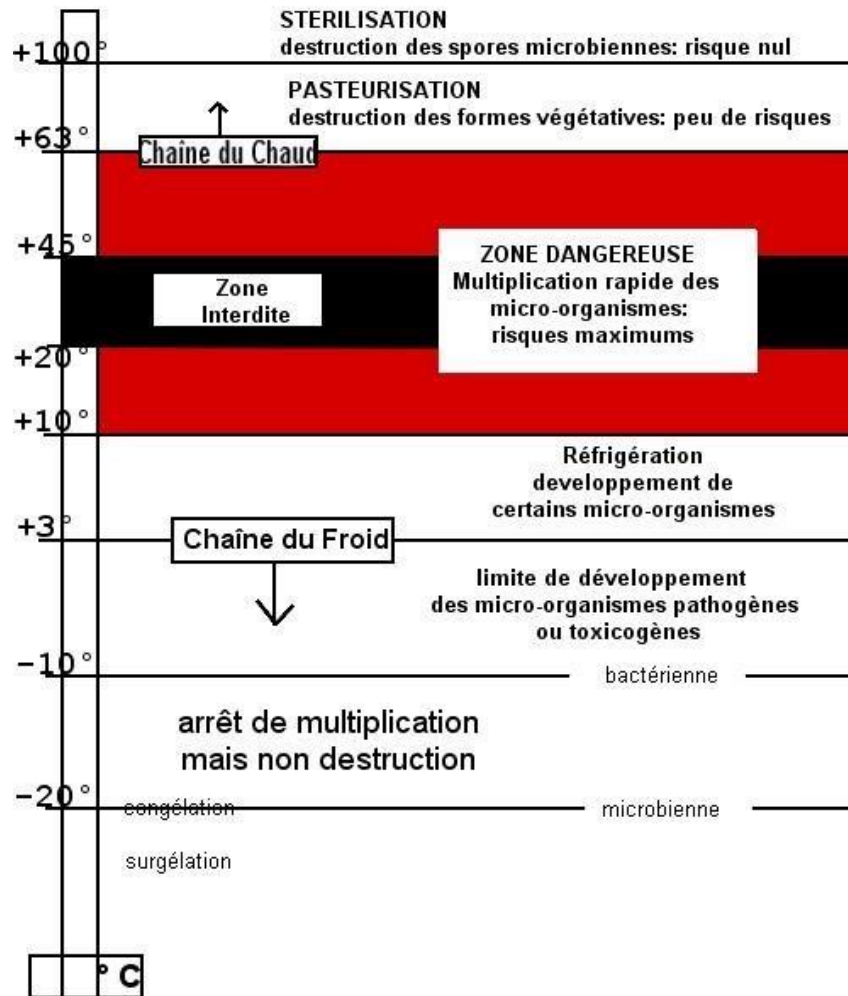 STERILISATION
destruction des spores microbiennes: risque nul
+100°
PASTEURISATION
destruction des formes végétatives: peu de risques
+63°
Chaîne du Chaud
+45°
ZONE DANGEREUSE
Multiplication rapide des
micro-organismes:
risques maximums
Zone
Interdite
+20°
+10°
Réfrigération
developpement de
certains micro-organismes
+3°
Chaîne du Froid
limite de développement
des micro-organismes pathogènes
ou toxicogènes
-10°
bactérienne
arrêt de multiplication
mais non destruction
-20°
congélation
microbienne
surgélation
° C